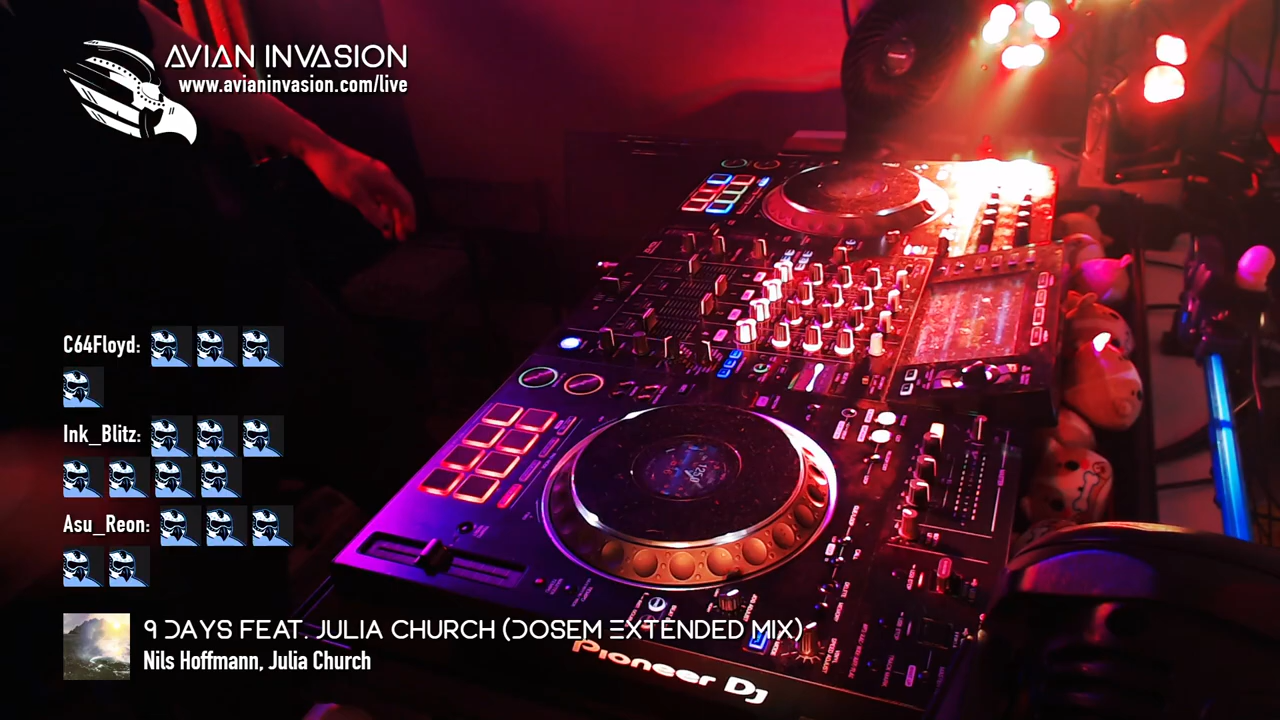 AVIAN INVASION
www.avianinvasion.com/live
C64Floyd:
Ink_Blitz:
Asu_Reon:
9 DAYS FEAT. JULIA CHURCH (DOSEM EXTENDED MIX)
Nils Hoffmann, Julia Church
Pioneer Dj